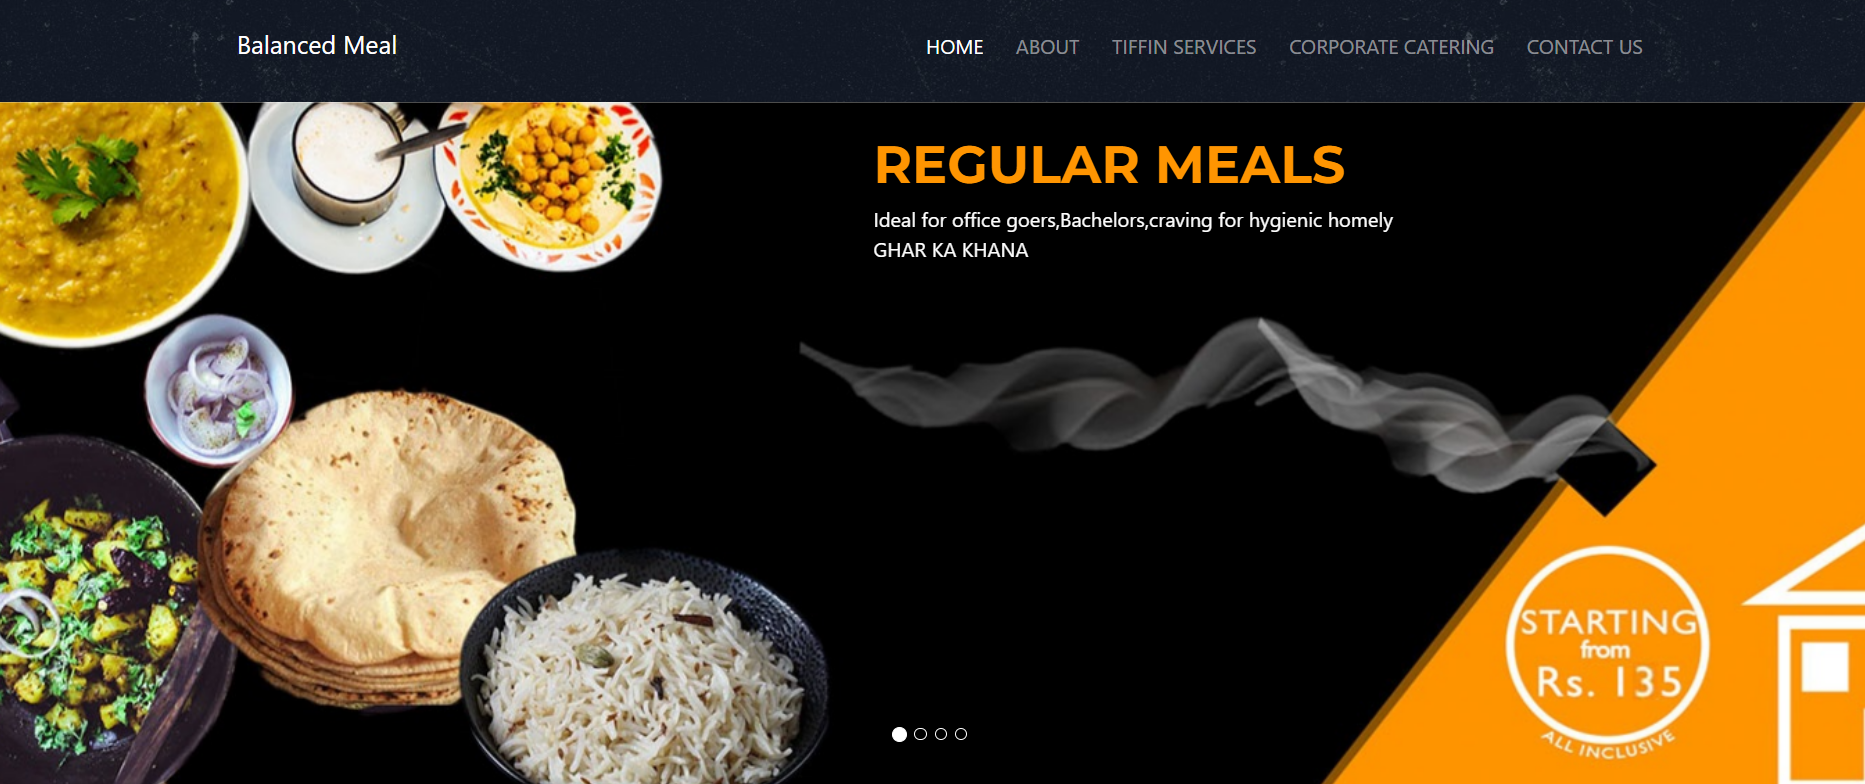 Balanced Meal
HOME ABOUT TIFFIN SERVICES CORPORATE CATERING CONTACT US
REGULAR MEALS
Ideal for office goers,Bachelors,craving for hygienic homely
GHAR KA KHANA
STARTING
from
Rs. 135
ALL INCLUSIVE